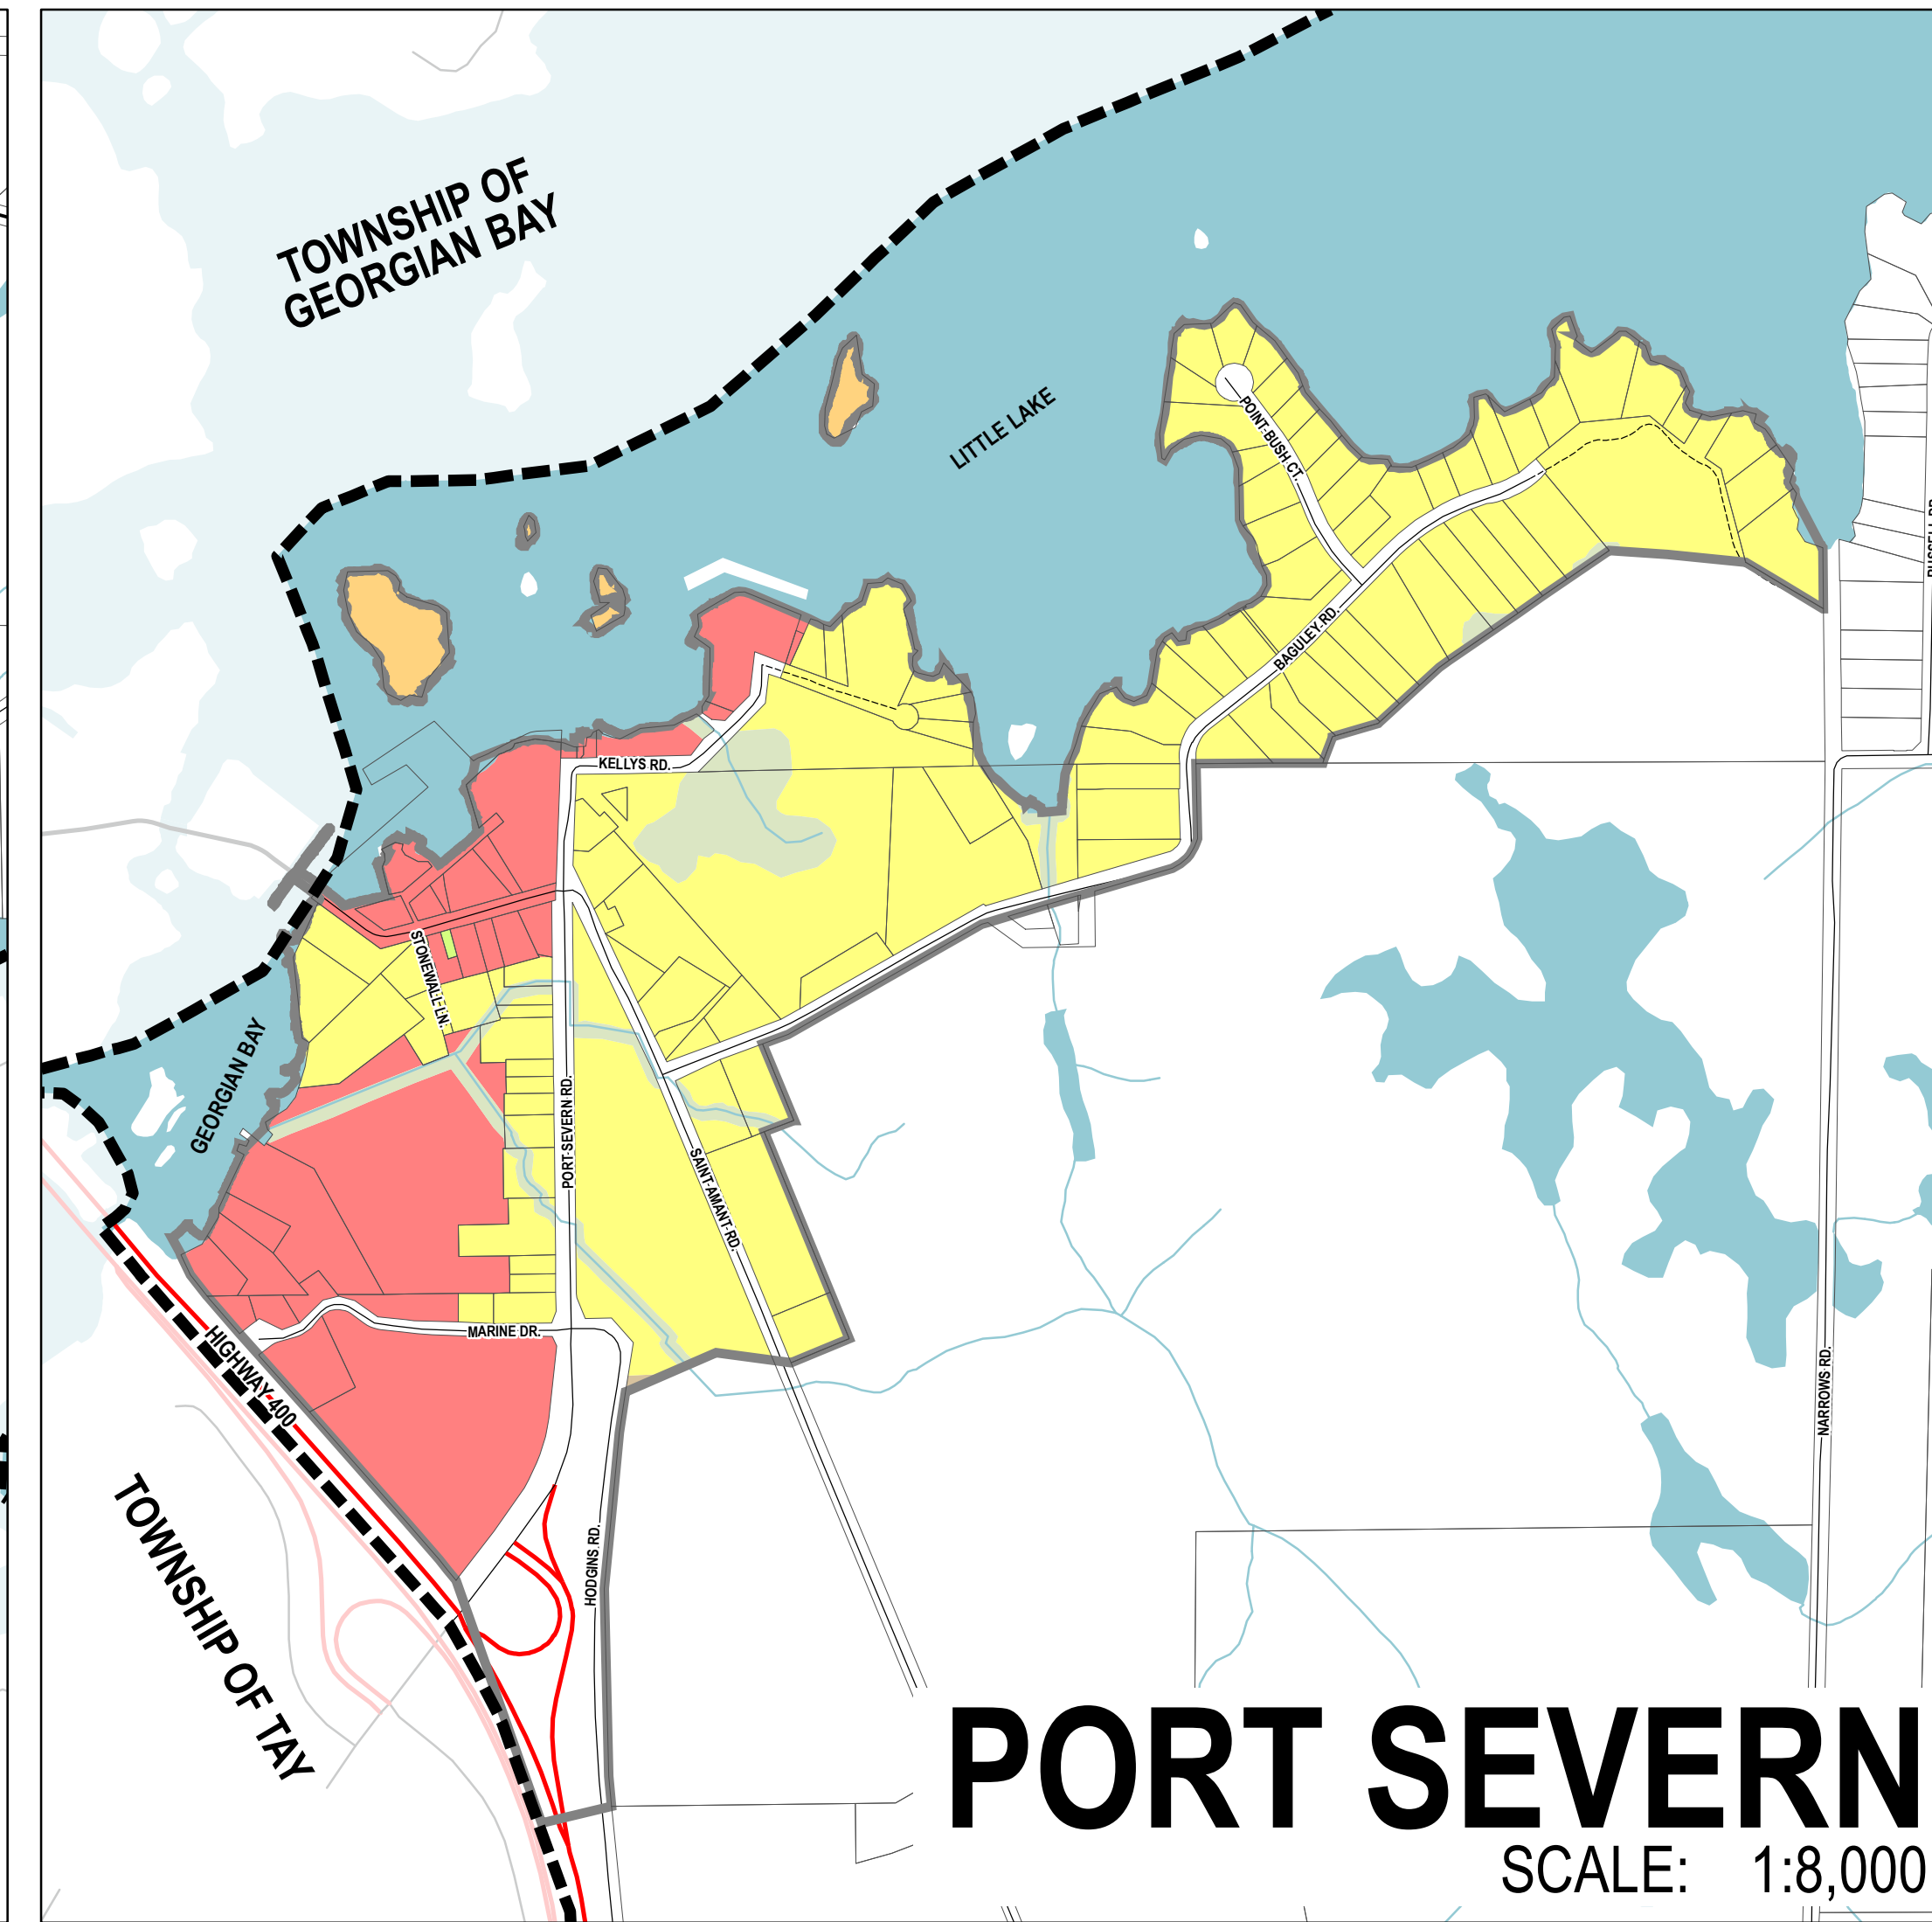 TOWNSHIP OF
GEORGIAN BAY
LITTLE LAKE
POINT BUSH CT.
BAGULEY RD.
KELLYS RD.
STONEWALL LN.
GEORGIAN BAY
PORT SEVERN RD.
SAINT AMANT RD.
MARINE DR.
HIGHWAY 400
NARROWS RD.
TOWNSHIP OF TAY
HODGINS RD.
PORT SEVERN
SCALE: 1:8,000